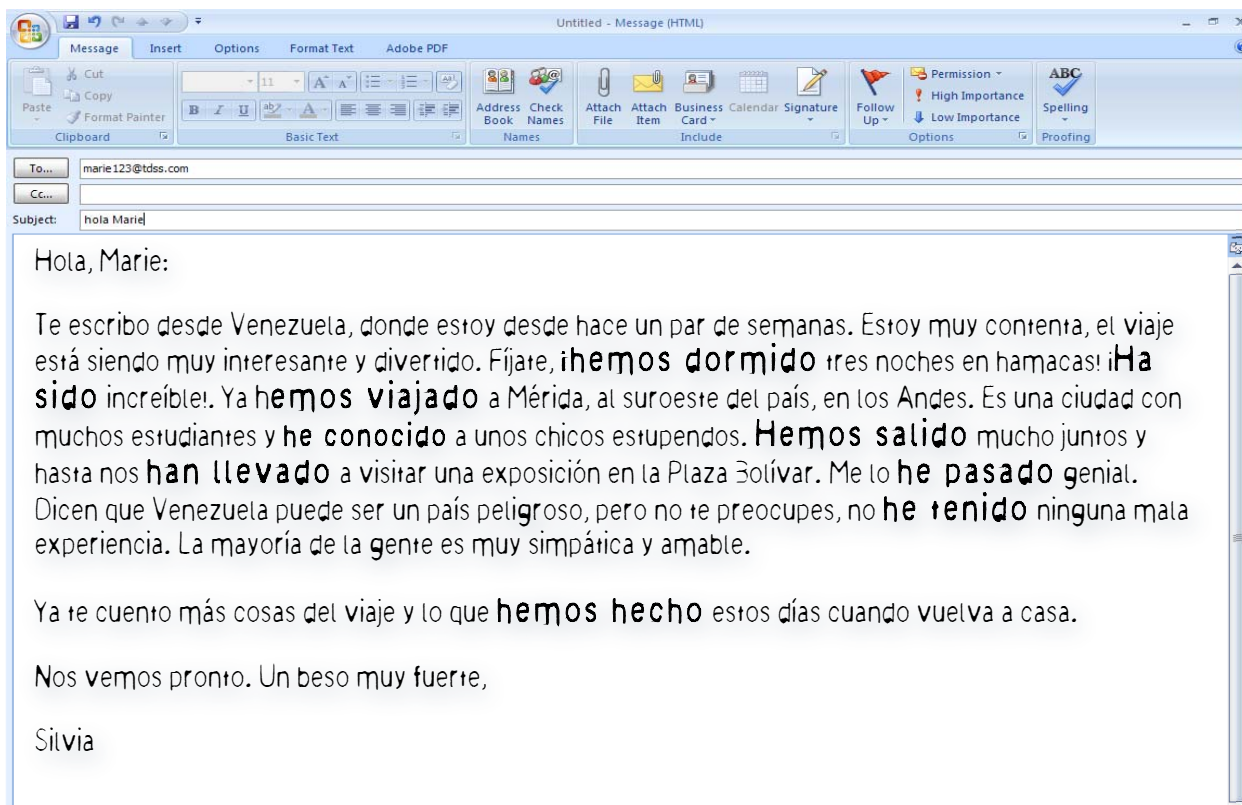 Untitled - Message (HTML)
Message Insert Options Format Text Adobe PDF
Paste
Cut
Copy
Format Painter
Clipboard
11
A A
B I U ab A
Basic Text
Address Book
Check Names
Names
Attach File
Attach Item
Business Card
Calendar
Signature
Include
Follow Up
Permission
High Importance
Low Importance
Options
ABC
Spelling
Proofing
To... marie123@tdss.com
Cc...
Subject: hola Marie
Hola, Marie:
Te escribo desde Venezuela, donde estoy desde hace un par de semanas. Estoy muy contenta, el viaje
está siendo muy interesante y divertido. Fíjate, ¡hemos dormido tres noches en hamacas! ¡Ha
sido increíble!. Ya hemos viajado a Mérida, al suroeste del país, en los Andes. Es una ciudad con
muchos estudiantes y he conocido a unos chicos estupendos. Hemos salido mucho juntos y
hasta nos han llevado a visitar una exposición en la Plaza Bolívar. Me lo he pasado genial.
Dicen que Venezuela puede ser un país peligroso, pero no te preocupes, no he tenido ninguna mala
experiencia. La mayoría de la gente es muy simpática y amable.
Ya te cuento más cosas del viaje y lo que hemos hecho estos días cuando vuelva a casa.
Nos vemos pronto. Un beso muy fuerte,
Silvia